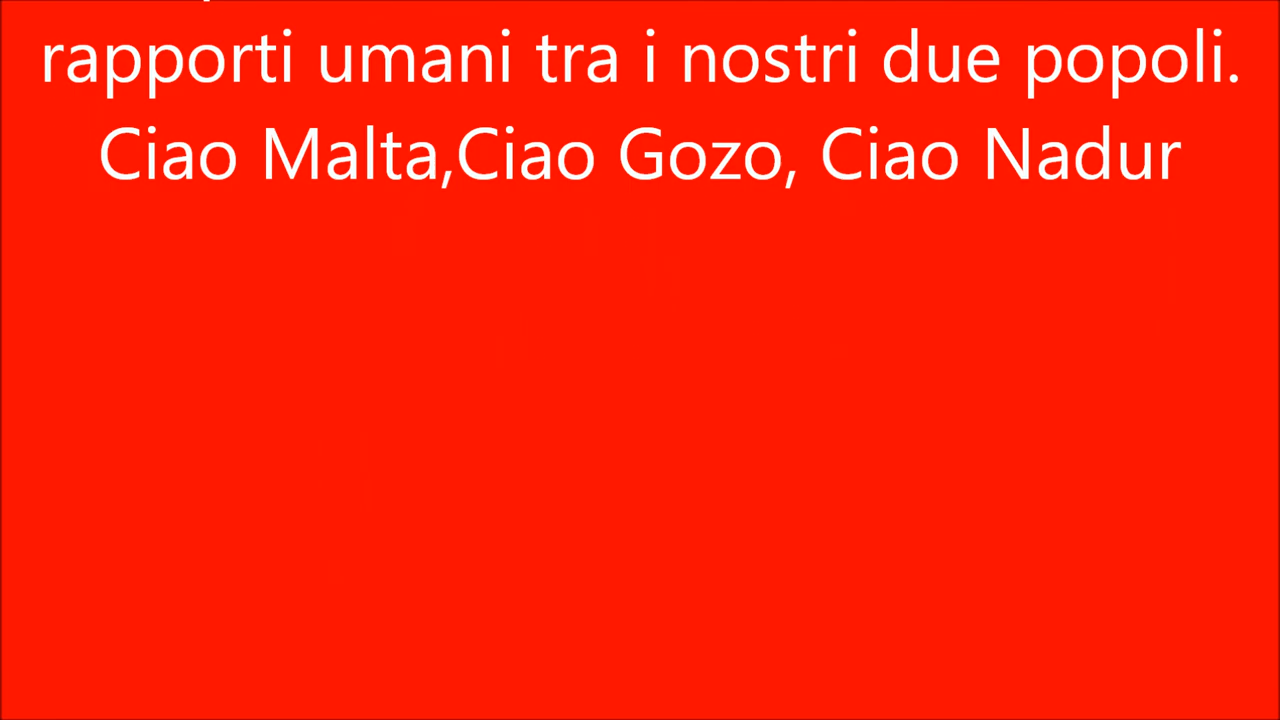 rapporti umani tra i nostri due popoli.
Ciao Malta,Ciao Gozo, Ciao Nadur